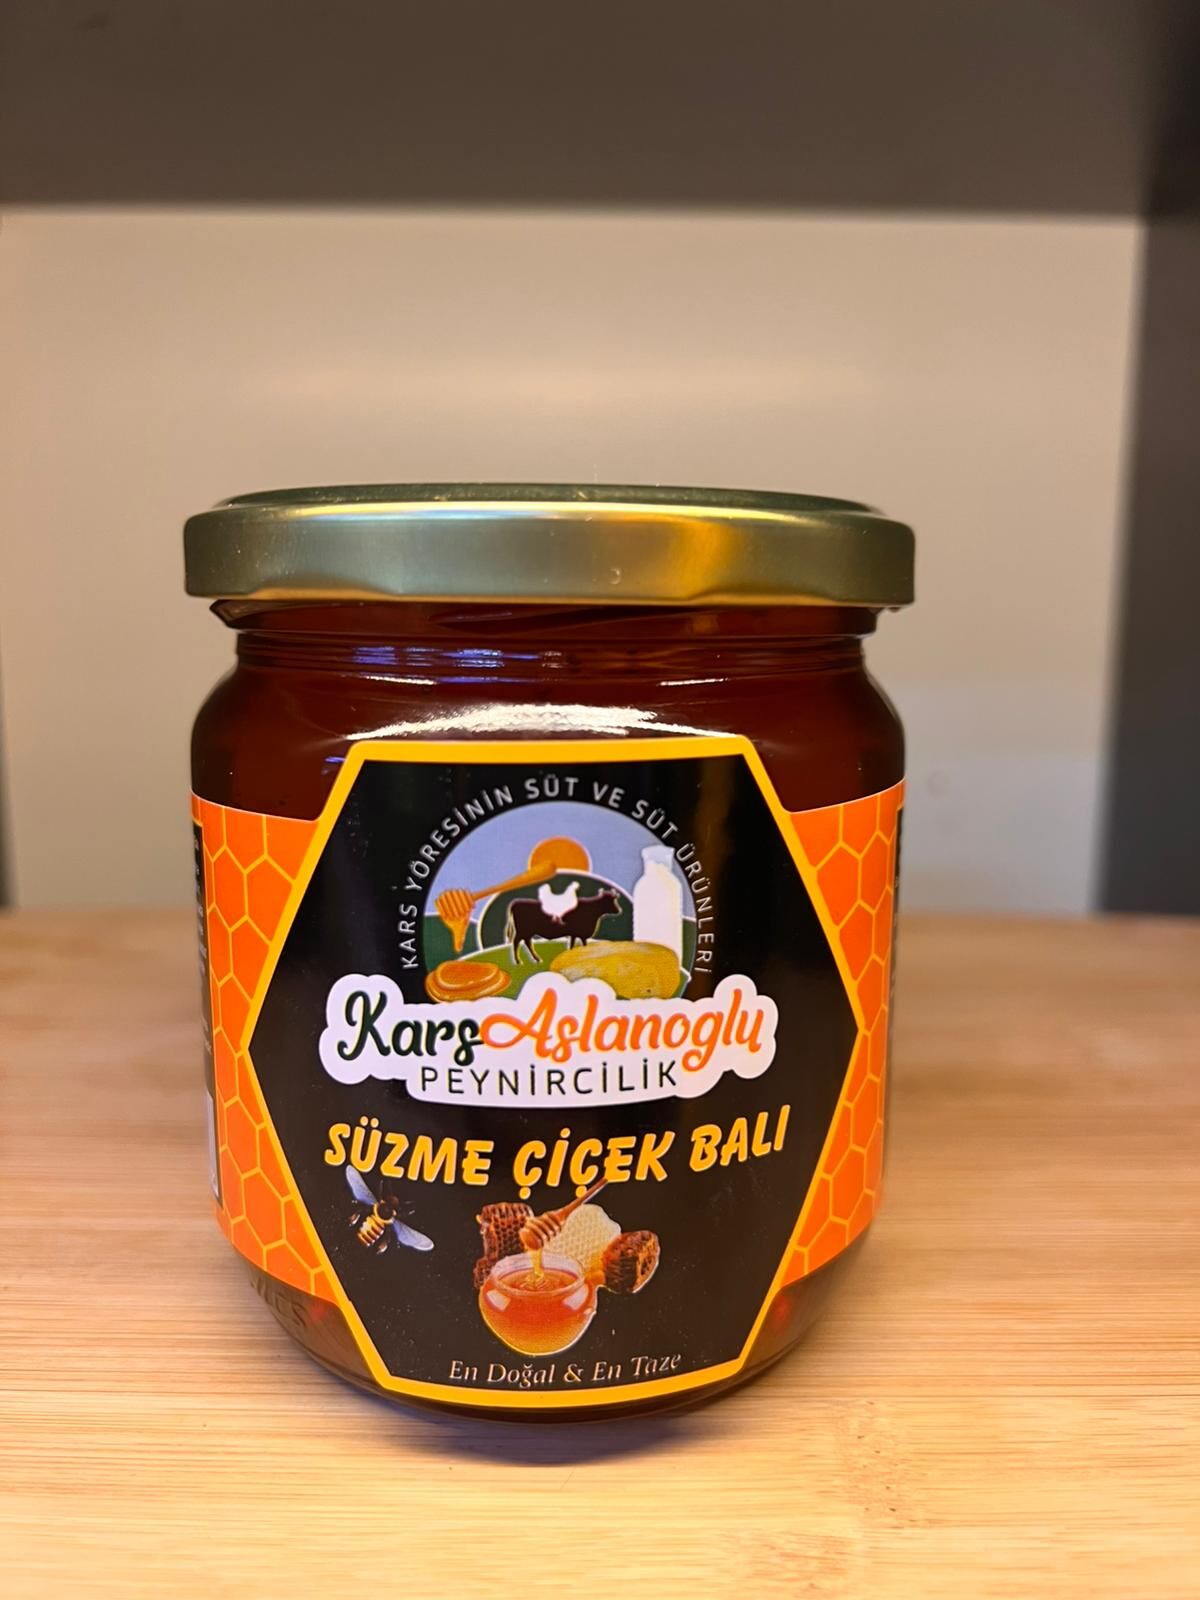 KARS YÖRESİNİN SÜT VE SÜT ÜRÜNLERİ
Kars Aslanoglu
PEYNİRCİLİK
SÜZME ÇİÇEK BALI
En Doğal & En Taze